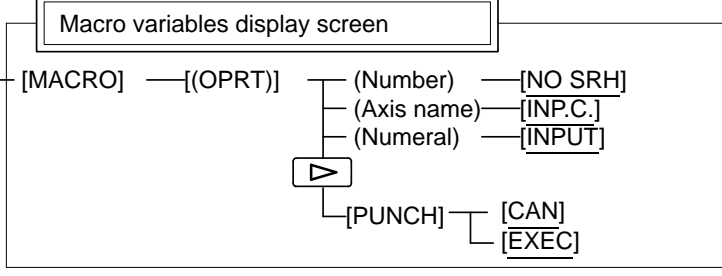 Macro variables display screen
[MACRO] [(OPRT)] (Number) [NO SRH]
(Axis name) [INP.C.]
(Numeral) [INPUT]
[PUNCH] [CAN]
[EXEC]